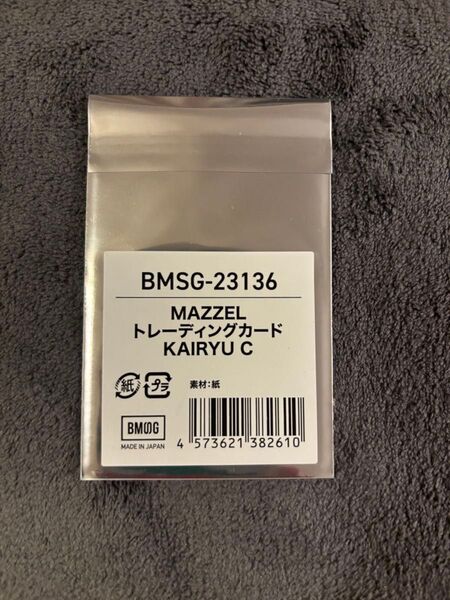 BMSG-23136
MAZZEL
トレーディングカード
KAIRYU C
紙 プラ 素材:紙
BMSG
MADE IN JAPAN
4 573621 382610